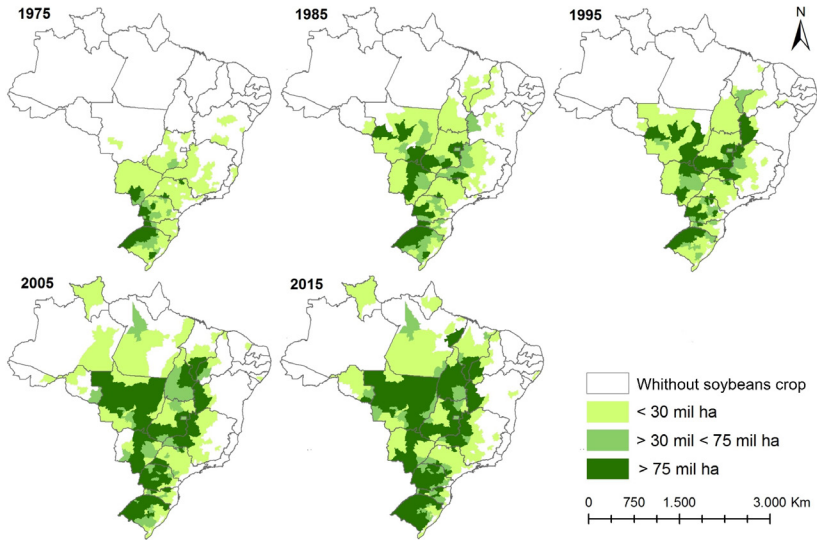 1975
1985
1995
N
2005
2015
Whithout soybeans crop
< 30 mil ha
> 30 mil < 75 mil ha
> 75 mil ha
0 750 1.500 3.000 Km